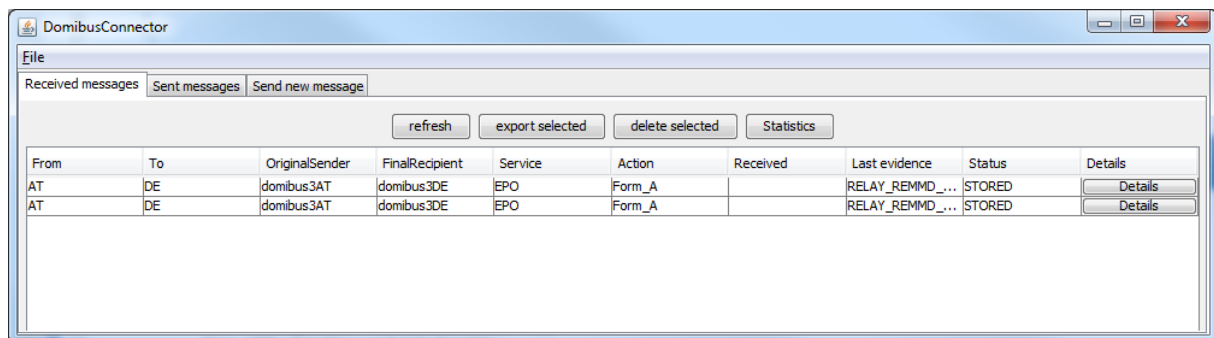 DomibusConnector
File
Received messages Sent messages Send new message
refresh export selected delete selected Statistics
From To OriginalSender FinalRecipient Service Action Received Last evidence Status Details
AT DE domibus3AT domibus3DE EPO Form_A RELAY_REMMD_... STORED Details
AT DE domibus3AT domibus3DE EPO Form_A RELAY_REMMD_... STORED Details